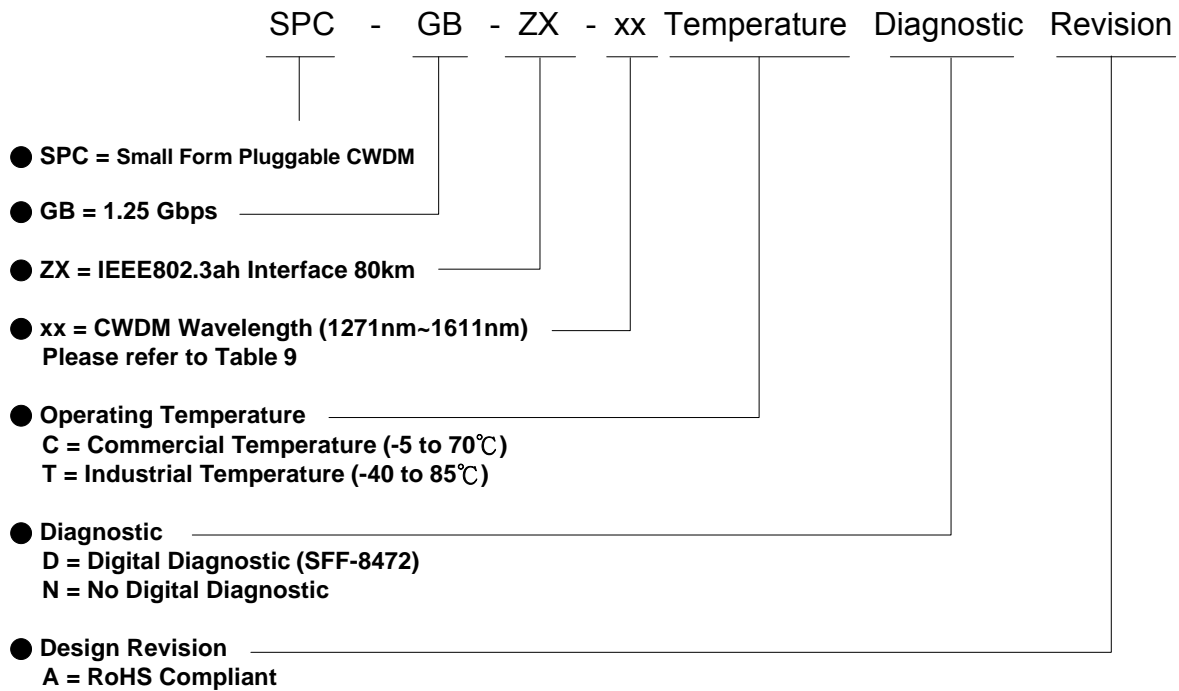 SPC - GB - ZX - xx Temperature Diagnostic Revision
● SPC = Small Form Pluggable CWDM
● GB = 1.25 Gbps
● ZX = IEEE802.3ah Interface 80km
● xx = CWDM Wavelength (1271nm~1611nm)
Please refer to Table 9
● Operating Temperature
C = Commercial Temperature (-5 to 70℃)
T = Industrial Temperature (-40 to 85℃)
● Diagnostic
D = Digital Diagnostic (SFF-8472)
N = No Digital Diagnostic
● Design Revision
A = RoHS Compliant